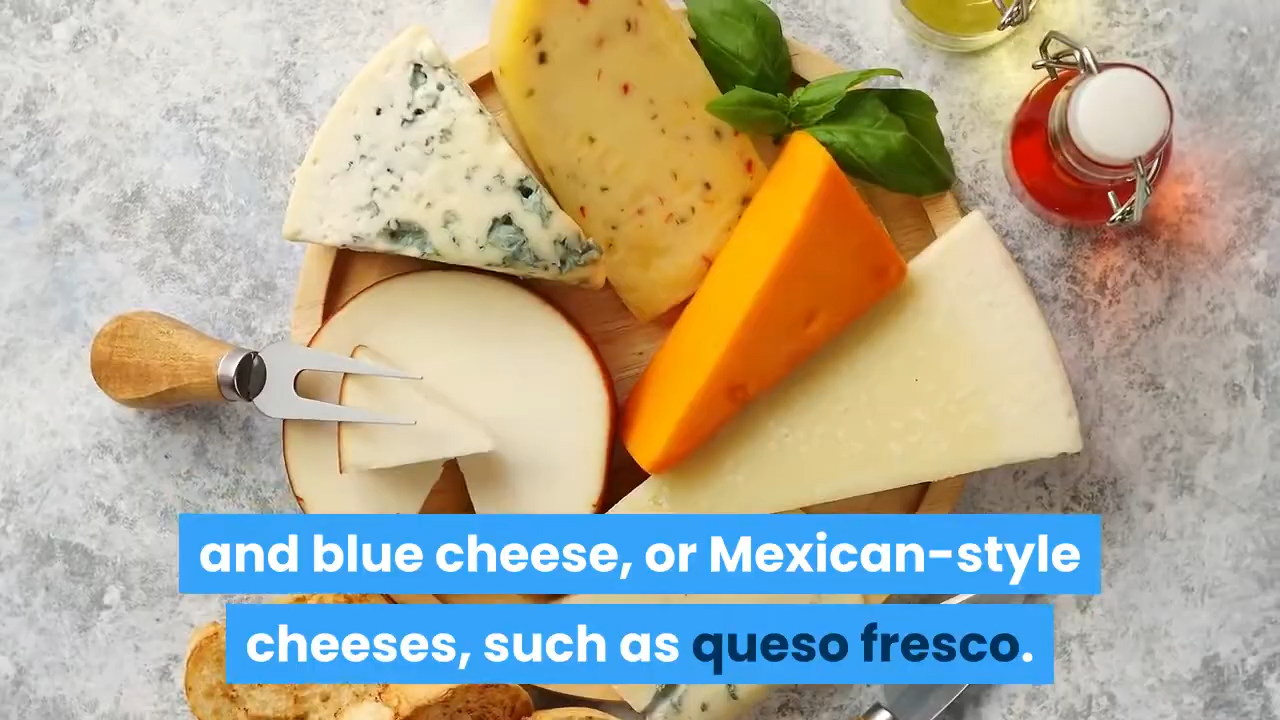 and blue cheese, or Mexican-style
cheeses, such as queso fresco.